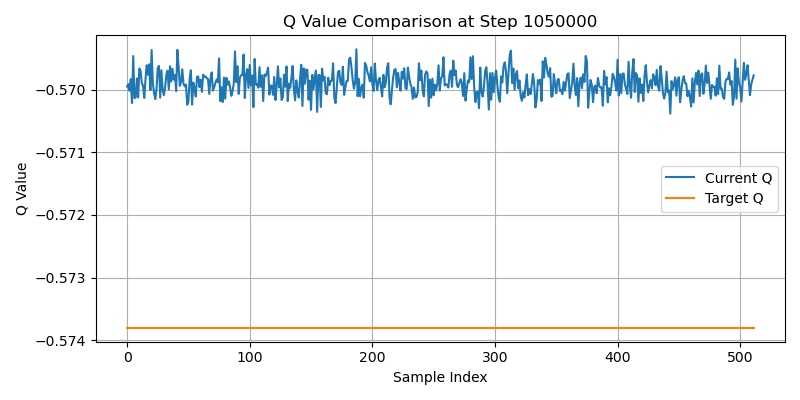 Q Value Comparison at Step 1050000
Q Value
−0.570
−0.571
−0.572
−0.573
−0.574
Current Q
Target Q
0
100
200
300
400
500
Sample Index